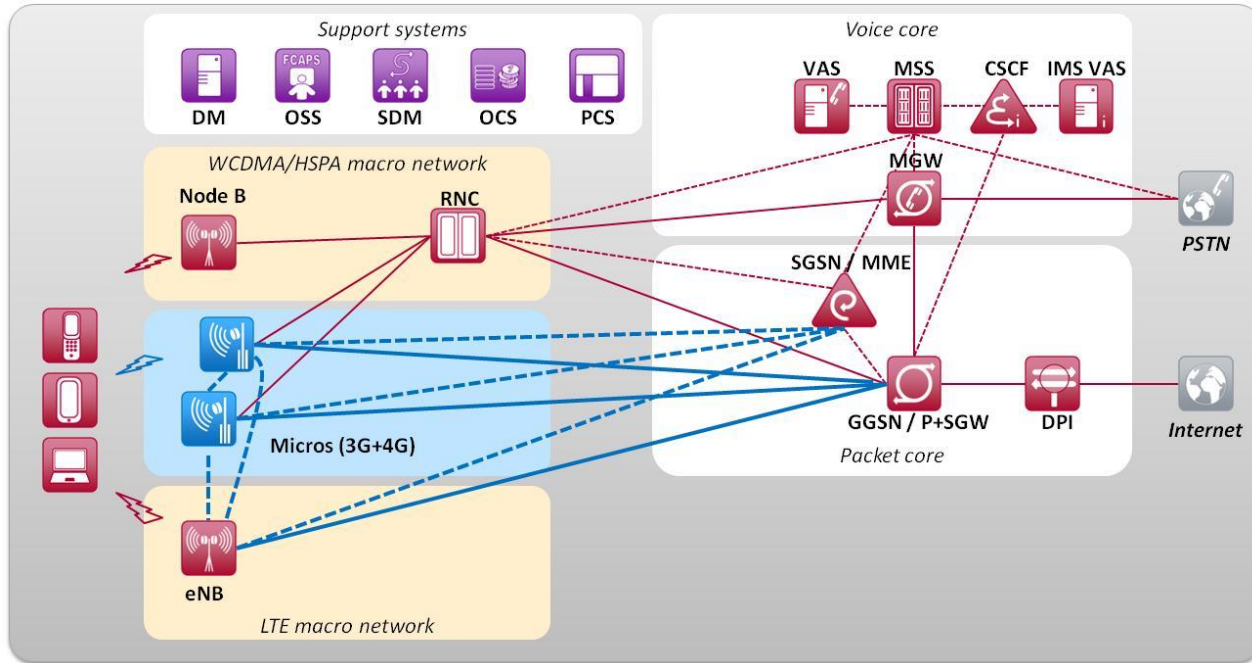 Support systems
FCAPS
DM
OSS
SDM
OCS
PCS
Voice core
VAS
MSS
CSCF
IMS VAS
i
i
MGW
PSTN
WCDMA/HSPA macro network
Node B
RNC
SGSN / MME
Micros (3G+4G)
GGSN / P+SGW
DPI
Internet
Packet core
eNB
LTE macro network